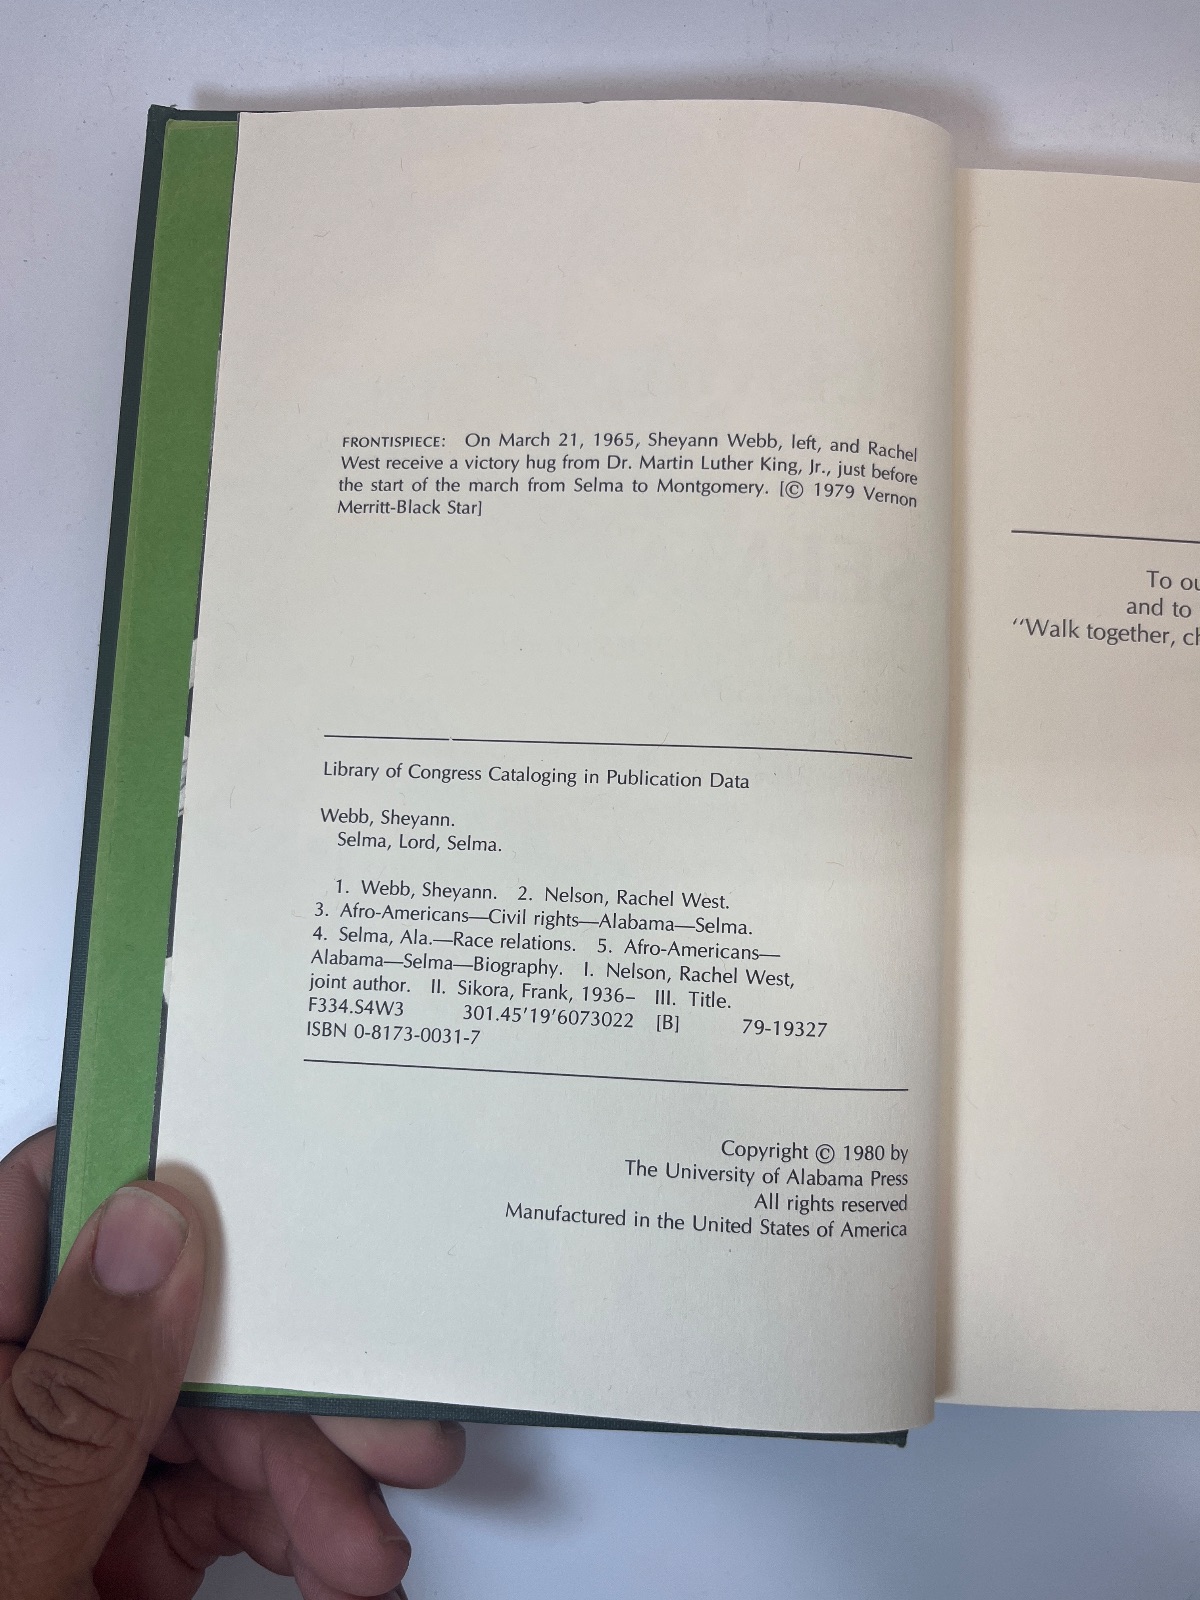 FRONTISPIECE: On March 21, 1965, Sheyann Webb, left, and Rachel
West receive a victory hug from Dr. Martin Luther King, Jr., just before
the start of the march from Selma to Montgomery. [© 1979 Vernon
Merritt-Black Star]
Library of Congress Cataloging in Publication Data
Webb, Sheyann.
Selma, Lord, Selma.
1. Webb, Sheyann. 2. Nelson, Rachel West.
3. Afro-Americans—Civil rights—Alabama—Selma.
4. Selma, Ala.—Race relations. 5. Afro-Americans—
Alabama—Selma—Biography. I. Nelson, Rachel West,
joint author. II. Sikora, Frank, 1936– III. Title.
F334.S4W3 301.45'19'6073022 [B] 79-19327
ISBN 0-8173-0031-7
Copyright © 1980 by
The University of Alabama Press
All rights reserved
Manufactured in the United States of America
To
and to
“Walk together,